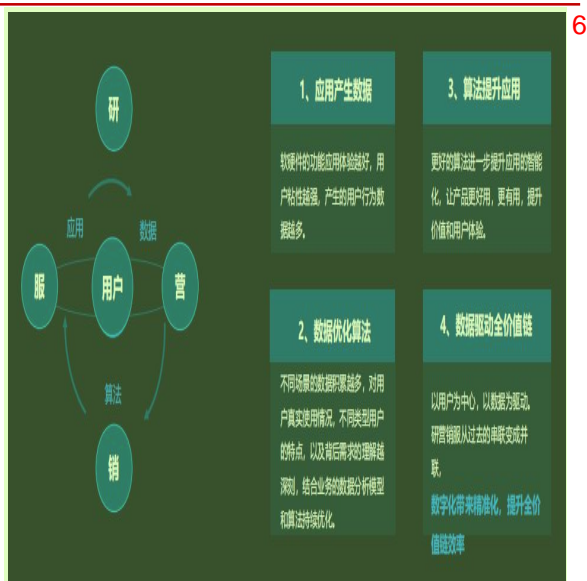 6
研
应用
数据
服
用户
营
算法
销
1、应用产生数据
软硬件的功能应用体验越好，用
户粘性越强，产生的用户行为数
据越多。
2、数据优化算法
不同场景的数据积累越多，对用
户真实使用情况，不同类型用户
的特点，以及背后需求的理解越
深刻，结合业务的数据分析模型
和算法持续优化。
3、算法提升应用
更好的算法进一步提升应用的智能
化，让产品更好用，更有用，提升
价值和用户体验。
4、数据驱动全价值链
以用户为中心，以数据为驱动。
研营销服从过去的串联变成并
联，
数字化带来精准化，提升全价
值链效率